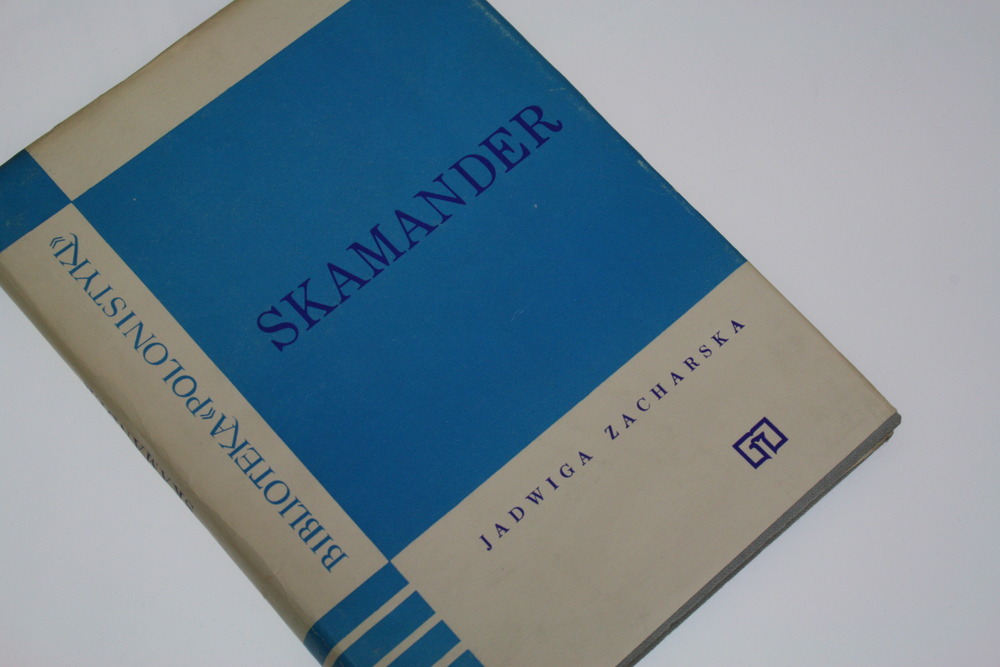 SKAMANDER
JADWIGA ZACHARSKA
BIBLIOTEKA «POLONISTYKI»